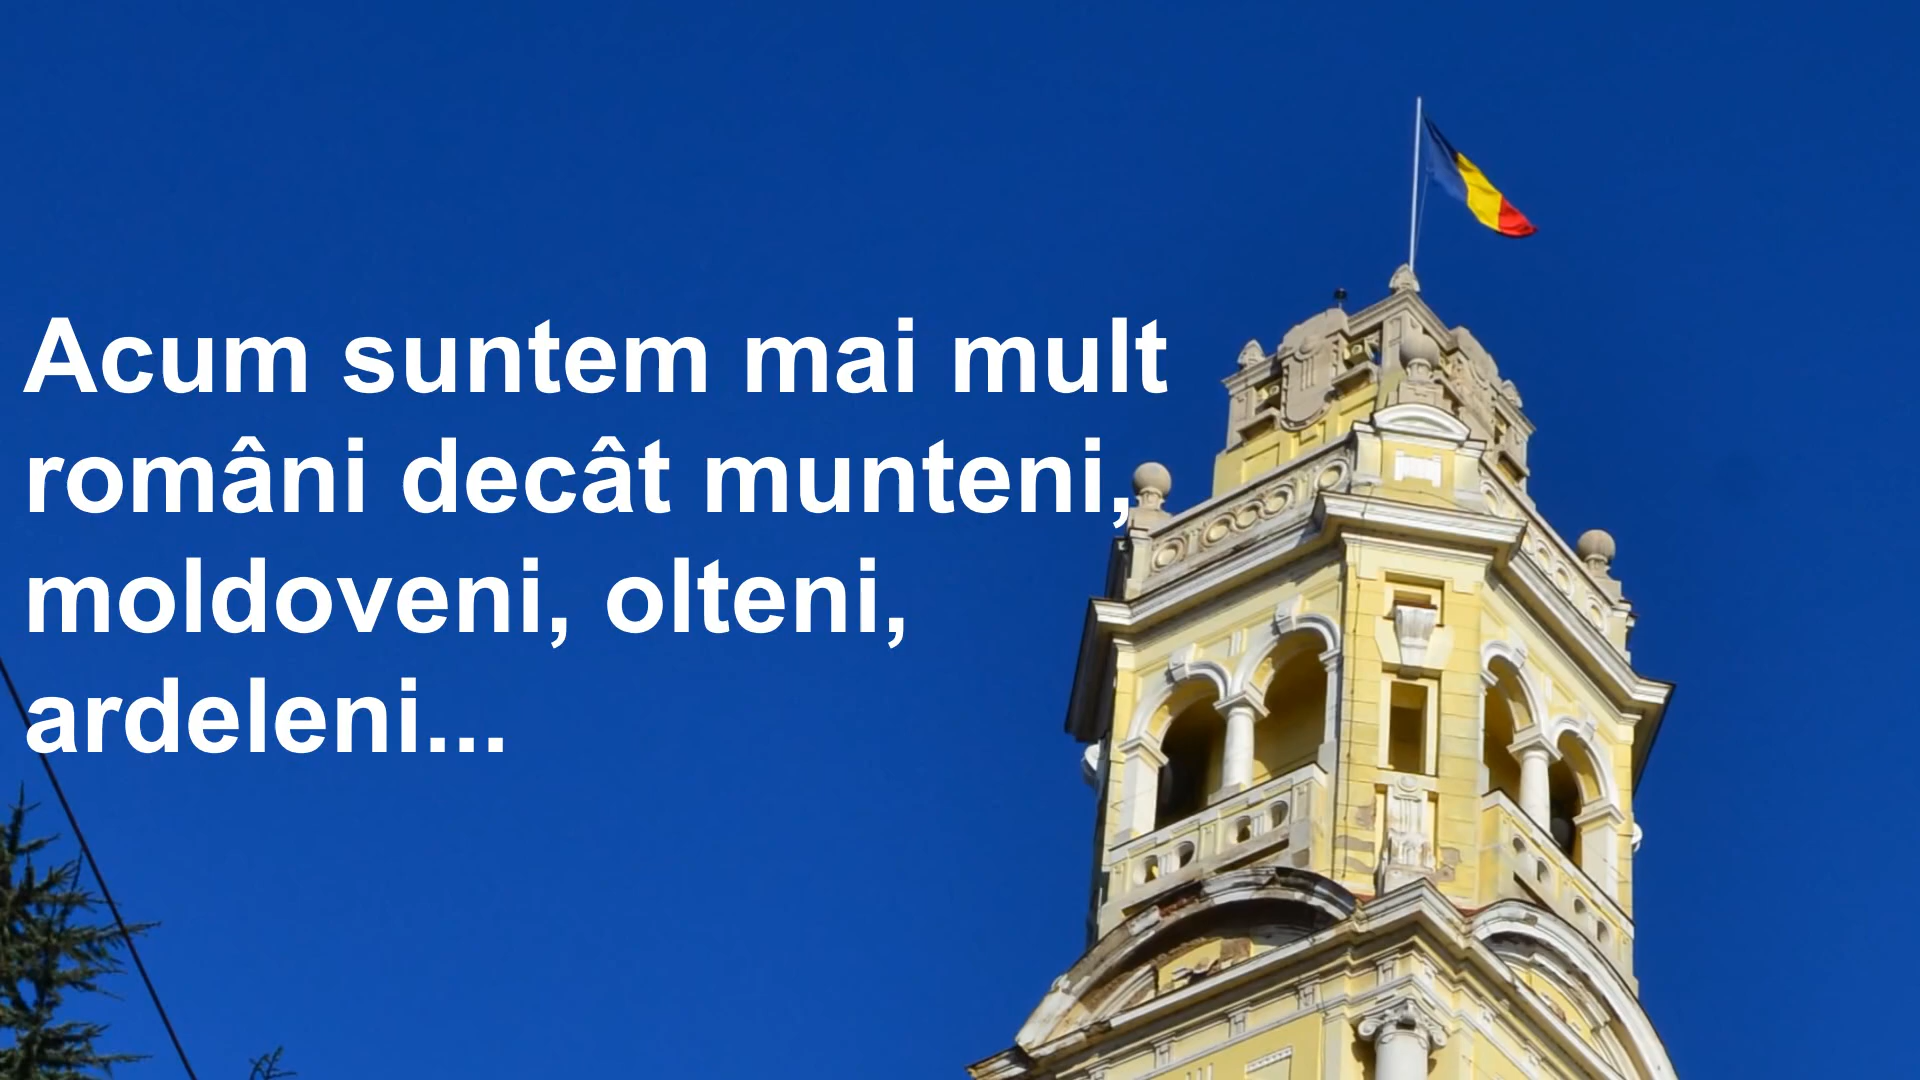 Acum suntem mai mult
români decât munteni,
moldoveni, olteni,
ardeleni...